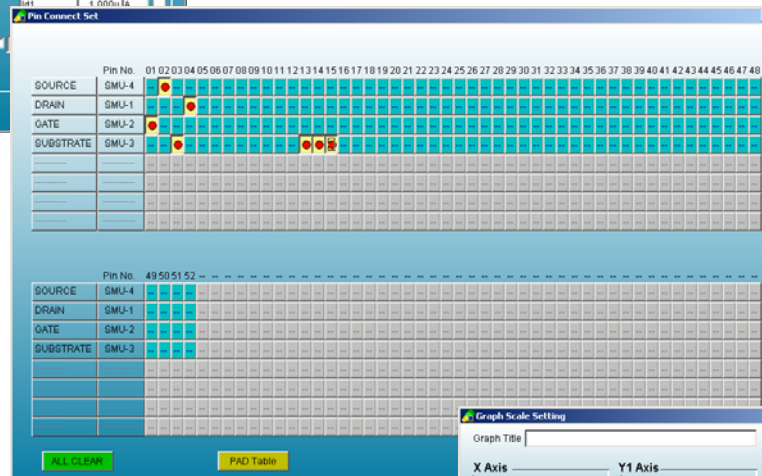 1.000u A
Pin Connect Set
Pin No. 01 02 03 04 05 06 07 08 09 10 11 12 13 14 15 16 17 18 19 20 21 22 23 24 25 26 27 28 29 30 31 32 33 34 35 36 37 38 39 40 41 42 43 44 45 46 47 48
SOURCE SMU-4
DRAIN SMU-1
GATE SMU-2
SUBSTRATE SMU-3
Pin No. 49 50 51 52 -- -- -- -- -- -- -- -- -- -- -- -- -- -- -- -- -- -- -- -- -- -- -- -- -- -- -- -- -- -- -- -- -- -- -- -- -- -- -- -- -- -- -- --
SOURCE SMU-4
DRAIN SMU-1
GATE SMU-2
SUBSTRATE SMU-3
Graph Scale Setting
Graph Title
ALL CLEAR PAD Table
X Axis Y1 Axis